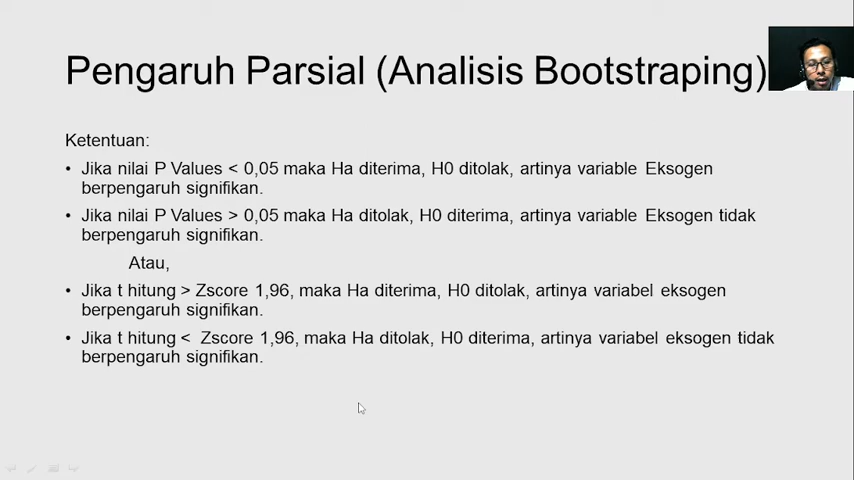 Pengaruh Parsial (Analisis Bootstraping)
Ketentuan:
• Jika nilai P Values < 0,05 maka Ha diterima, H0 ditolak, artinya variable Eksogen
berpengaruh signifikan.
• Jika nilai P Values > 0,05 maka Ha ditolak, H0 diterima, artinya variable Eksogen tidak
berpengaruh signifikan.
Atau,
• Jika t hitung > Zscore 1,96, maka Ha diterima, H0 ditolak, artinya variabel eksogen
berpengaruh signifikan.
• Jika t hitung < Zscore 1,96, maka Ha ditolak, H0 diterima, artinya variabel eksogen tidak
berpengaruh signifikan.